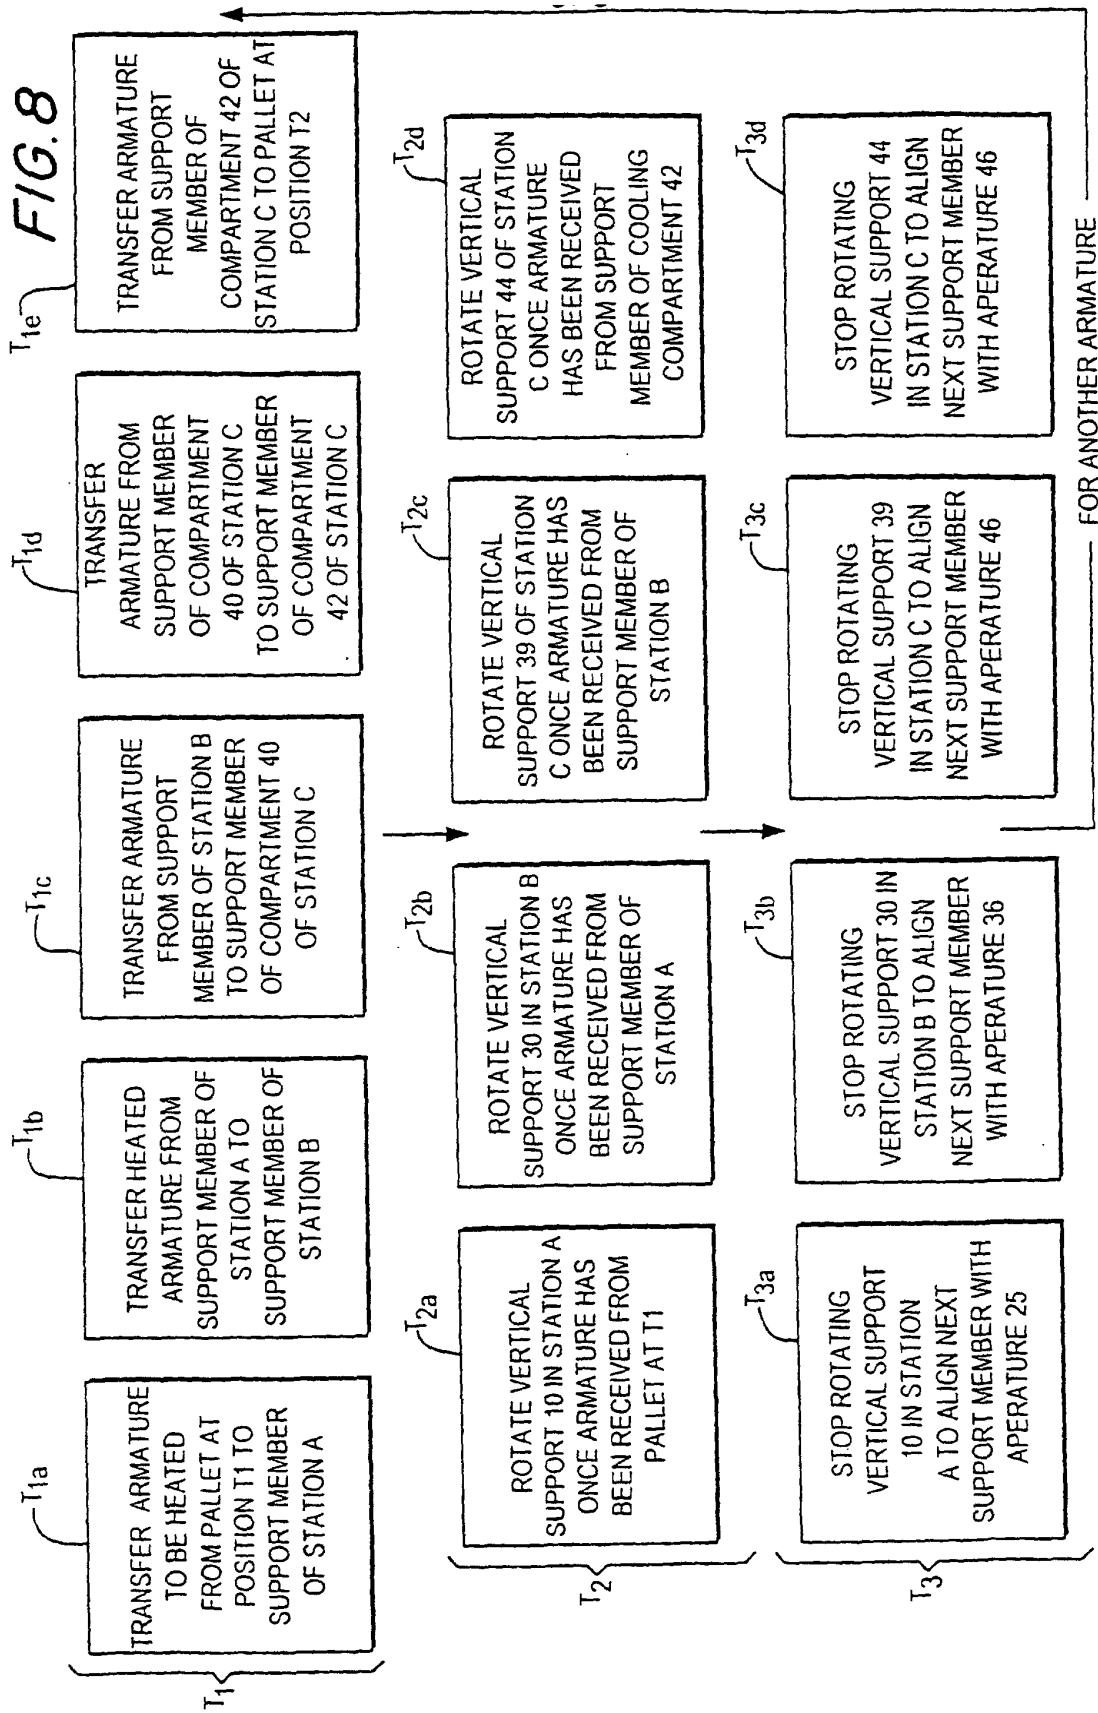 FIG. 8
T1
T1a
TRANSFER ARMATURE
TO BE HEATED
FROM PALLET AT
POSITION T1 TO
SUPPORT MEMBER
OF STATION A
T1b
TRANSFER HEATED
ARMATURE FROM
SUPPORT MEMBER OF
STATION A TO
SUPPORT MEMBER OF
STATION B
T1c
TRANSFER ARMATURE
FROM SUPPORT
MEMBER OF STATION B
TO SUPPORT MEMBER
OF COMPARTMENT 40
OF STATION C
T1d
TRANSFER
ARMATURE FROM
SUPPORT MEMBER
OF COMPARTMENT
40 OF STATION C
TO SUPPORT MEMBER
OF COMPARTMENT
42 OF STATION C
T1e
TRANSFER ARMATURE
FROM SUPPORT
MEMBER OF
COMPARTMENT 42 OF
STATION C TO PALLET AT
POSITION T2
T2
T2a
ROTATE VERTICAL
SUPPORT 10 IN STATION A
ONCE ARMATURE HAS
BEEN RECEIVED FROM
PALLET AT T1
T2b
ROTATE VERTICAL
SUPPORT 30 IN STATION B
ONCE ARMATURE HAS
BEEN RECEIVED FROM
SUPPORT MEMBER OF
STATION A
T2c
ROTATE VERTICAL
SUPPORT 39 OF STATION
C ONCE ARMATURE HAS
BEEN RECEIVED FROM
SUPPORT MEMBER OF
STATION B
T2d
ROTATE VERTICAL
SUPPORT 44 OF STATION
C ONCE ARMATURE
HAS BEEN RECEIVED
FROM SUPPORT
MEMBER OF COOLING
COMPARTMENT 42
T3
T3a
STOP ROTATING
VERTICAL SUPPORT
10 IN STATION
A TO ALIGN NEXT
SUPPORT MEMBER WITH
APERATURE 25
T3b
STOP ROTATING
VERTICAL SUPPORT 30 IN
STATION B TO ALIGN
NEXT SUPPORT MEMBER
WITH APERATURE 36
T3c
STOP ROTATING
VERTICAL SUPPORT 39
IN STATION C TO ALIGN
NEXT SUPPORT MEMBER
WITH APERATURE 46
T3d
STOP ROTATING
VERTICAL SUPPORT 44
IN STATION C TO ALIGN
NEXT SUPPORT MEMBER
WITH APERATURE 46
FOR ANOTHER ARMATURE